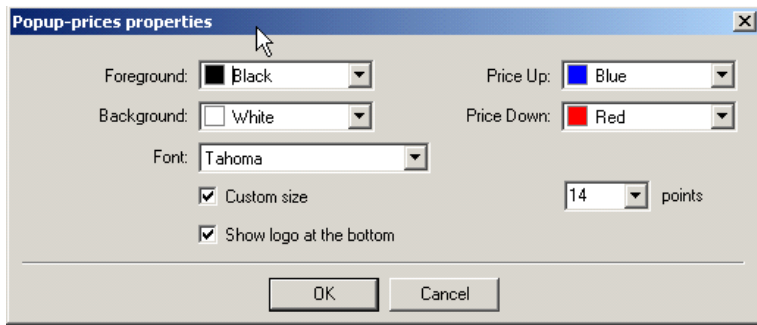 Popup-prices properties
Foreground: Black Price Up: Blue
Background: White Price Down: Red
Font: Tahoma
Custom size 14 points
Show logo at the bottom
OK Cancel